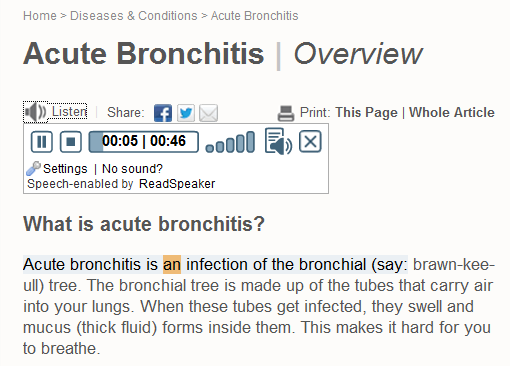 Home > Diseases & Conditions > Acute Bronchitis
Acute Bronchitis | Overview
Listen | Share: Print: This Page | Whole Article
00:05 | 00:46
Settings | No sound?
Speech-enabled by ReadSpeaker
What is acute bronchitis?
Acute bronchitis is an infection of the bronchial (say: brawn-kee-
ull) tree. The bronchial tree is made up of the tubes that carry air
into your lungs. When these tubes get infected, they swell and
mucus (thick fluid) forms inside them. This makes it hard for you
to breathe.